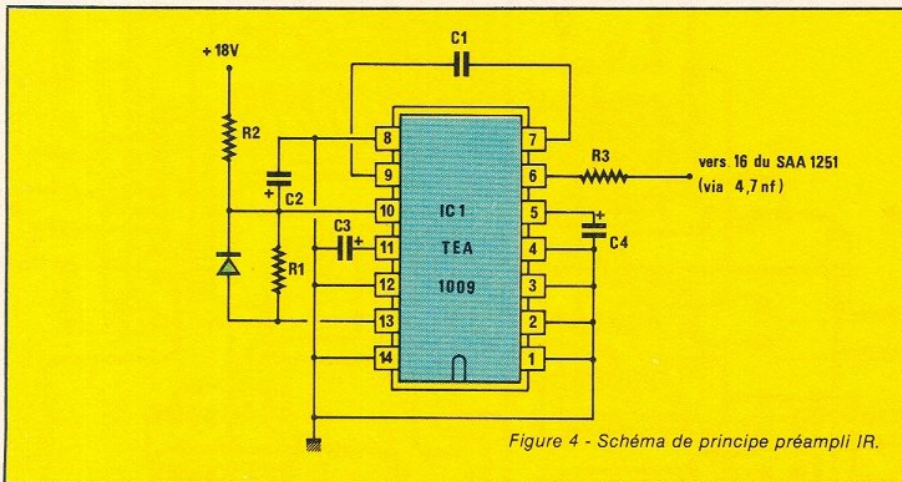 C1
+ 18V
R2
8
7
9
6
R3
vers 16 du SAA 1251
(via 4,7 nf)
+
C2
10
IC 1
5
+
C3
+
11
TEA
4
C4
R1
12
1009
3
13
2
14
1
Figure 4 - Schéma de principe préampli IR.